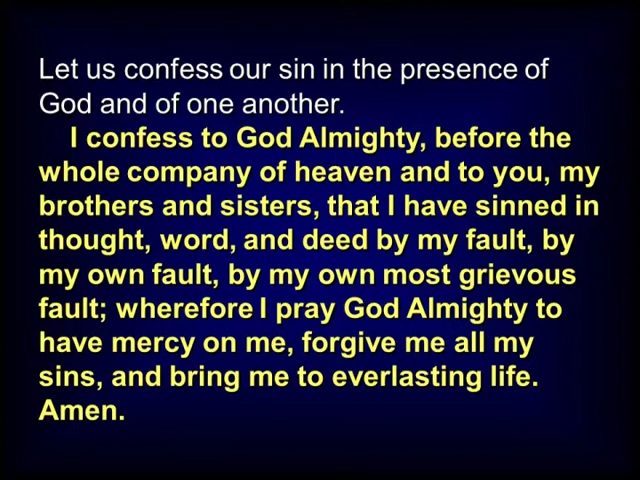 Let us confess our sin in the presence of
God and of one another.
I confess to God Almighty, before the
whole company of heaven and to you, my
brothers and sisters, that I have sinned in
thought, word, and deed by my fault, by
my own fault, by my own most grievous
fault; wherefore I pray God Almighty to
have mercy on me, forgive me all my
sins, and bring me to everlasting life.
Amen.